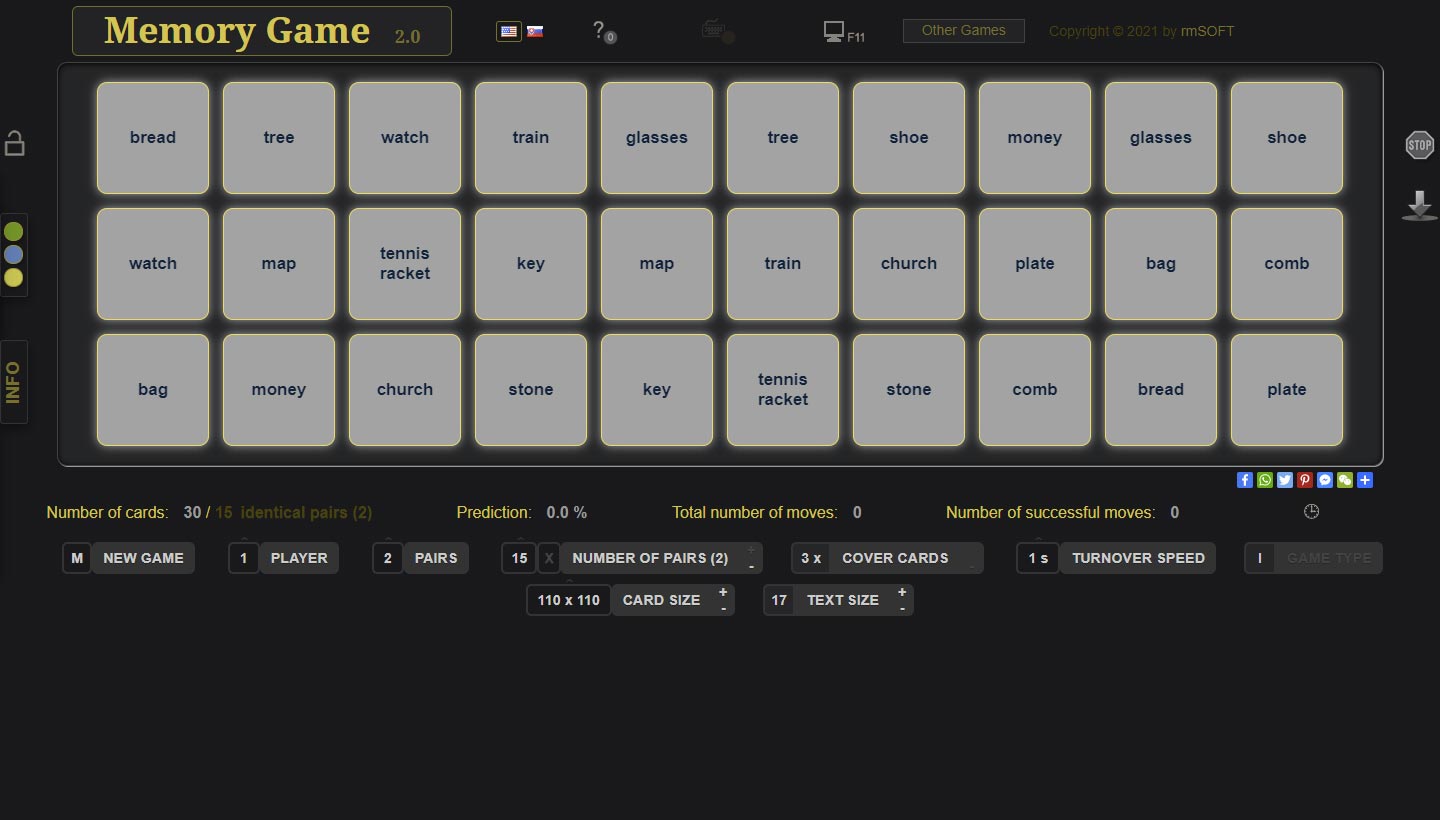 Memory Game 2.0
? 0
F11
Other Games
Copyright © 2021 by rmSOFT
bread tree watch train glasses tree shoe money glasses shoe
STOP
watch map tennis racket key map train church plate bag comb
INFO
bag money church stone key tennis racket stone comb bread plate
Number of cards: 30 / 15 identical pairs (2) Prediction: 0.0 % Total number of moves: 0 Number of successful moves: 0
M NEW GAME 1 PLAYER 2 PAIRS 15 X NUMBER OF PAIRS (2) + - 3 x COVER CARDS - 1 s TURNOVER SPEED I GAME TYPE
110 x 110 CARD SIZE + - 17 TEXT SIZE + -